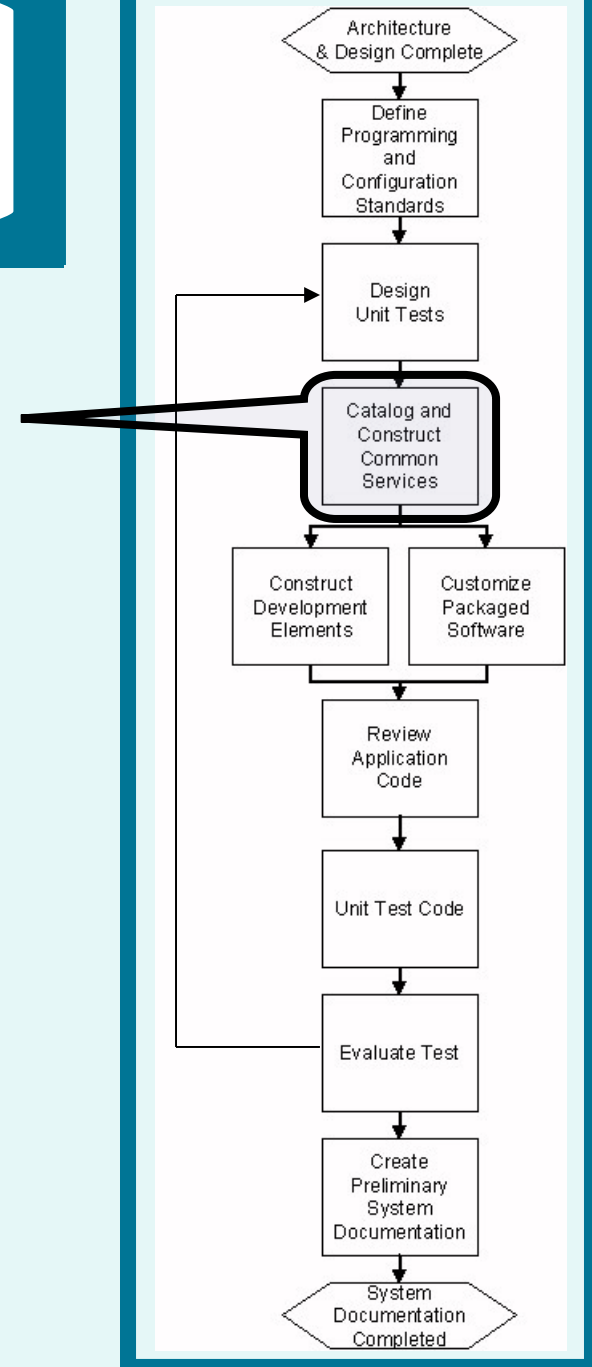 Architecture
& Design Complete
Define
Programming
and
Configuration
Standards
Design
Unit Tests
Catalog and
Construct
Common
Services
Construct
Development
Elements
Customize
Packaged
Software
Review
Application
Code
Unit Test Code
Evaluate Test
Create
Preliminary
System
Documentation
System
Documentation
Completed